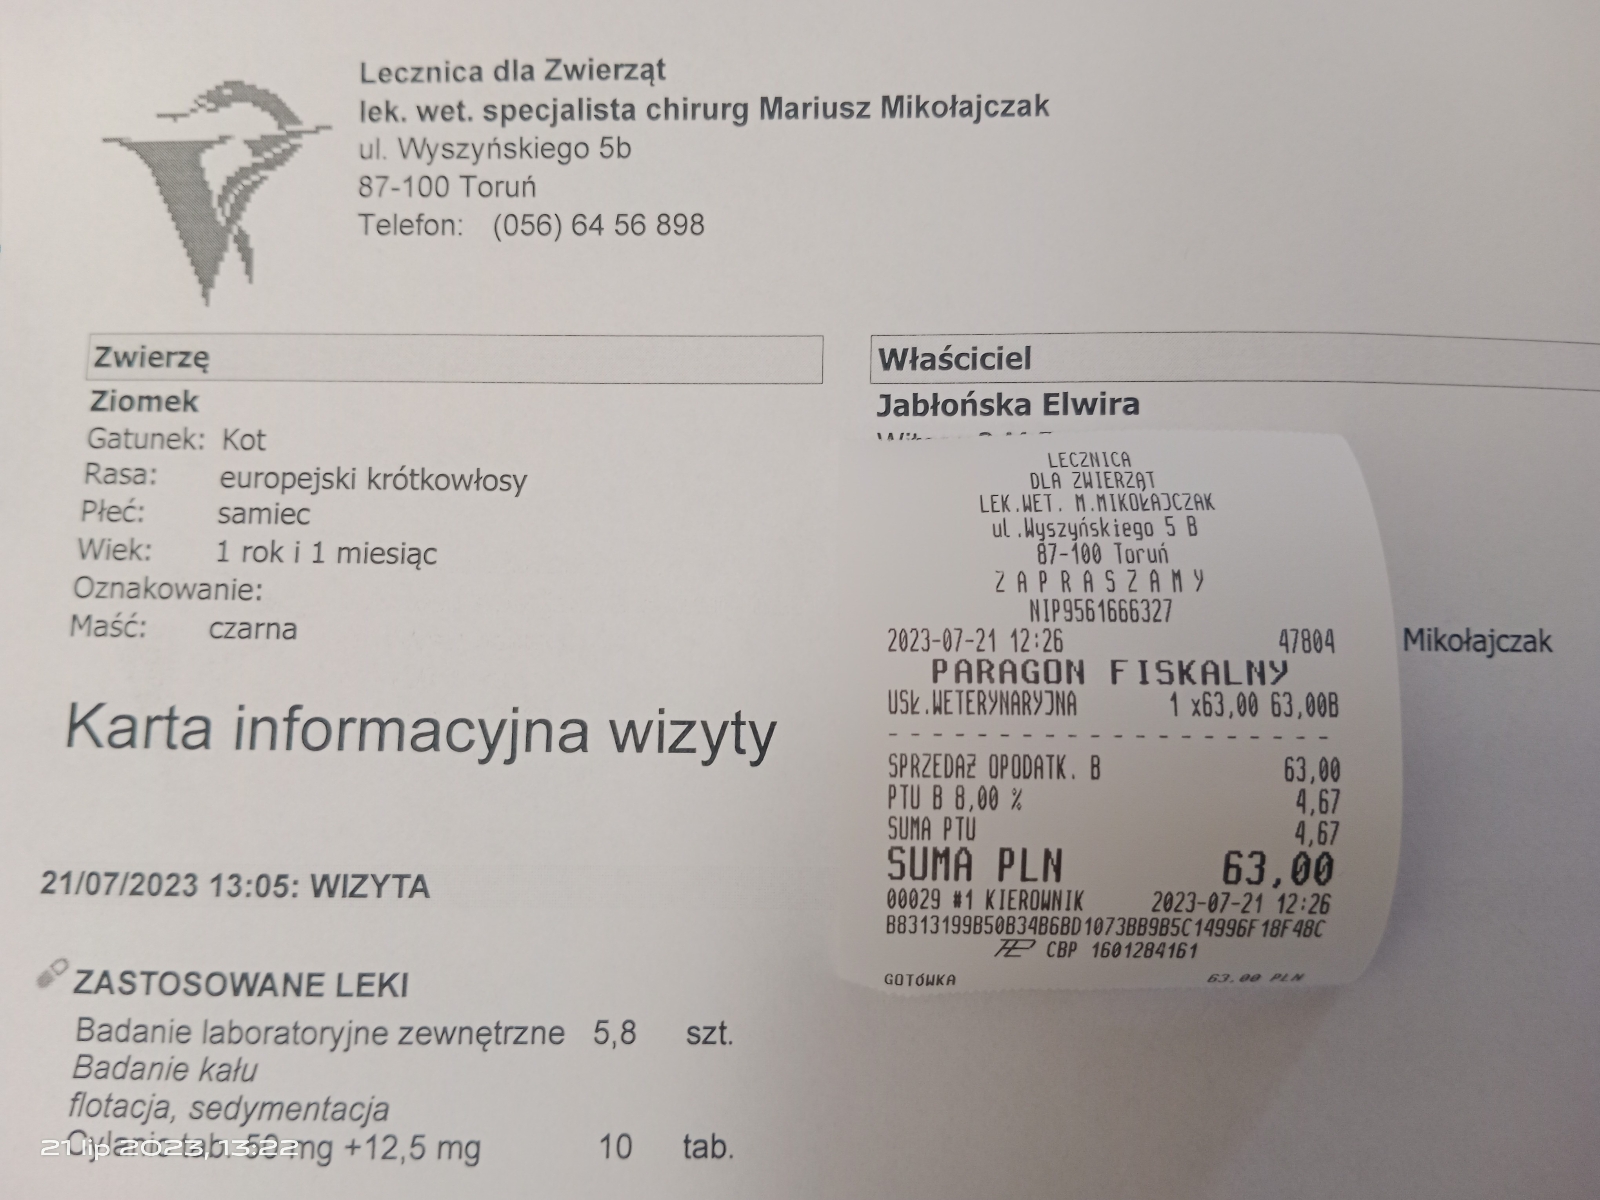 Lecznica dla Zwierząt
lek. wet. specjalista chirurg Mariusz Mikołajczak
ul. Wyszyńskiego 5b
87-100 Toruń
Telefon: (056) 64 56 898
Zwierzę
Ziomek
Gatunek: Kot
Rasa: europejski krótkowłosy
Płeć: samiec
Wiek: 1 rok i 1 miesiąc
Oznakowanie:
Maść: czarna
Właściciel
Jabłońska Elwira
Mikołajczak
LECZNICA
DLA ZWIERZĄT
LEK.WET. M.MIKOŁAJCZAK
ul.Wyszyńskiego 5 B
87-100 Toruń
Z A P R A S Z A M Y
NIP9561666327
2023-07-21 12:26 47804
PARAGON FISKALNY
USŁ.WETERYNARYJNA 1 x63,00 63,00B
SPRZEDAŻ OPODATK. B 63,00
PTU B 8,00 % 4,67
SUMA PTU 4,67
SUMA PLN 63,00
00029 #1 KIEROWNIK 2023-07-21 12:26
B8313199B50B34B6BD1073BB9B5C14996F18F48C
CBP 1601284161
GOTÓWKA 63.00 PLN
Karta informacyjna wizyty
21/07/2023 13:05: WIZYTA
ZASTOSOWANE LEKI
Badanie laboratoryjne zewnętrzne 5,8 szt.
Badanie kału
flotacja, sedymentacja
tab. 50 mg +12,5 mg 10 tab.
21 lip 2023, 13:22